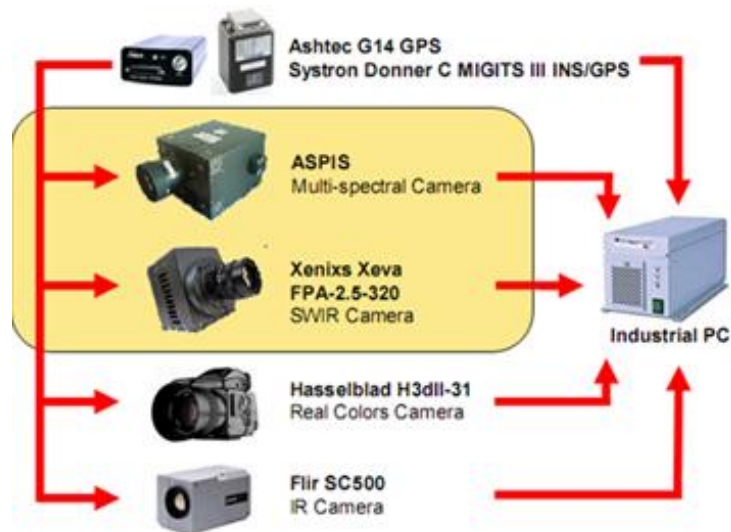 Ashtec G14 GPS
Systron Donner C MIGITS III INS/GPS
ASPIS
Multi-spectral Camera
Xenixs Xeva
FPA-2.5-320
SWIR Camera
Industrial PC
Hasselblad H3dII-31
Real Colors Camera
Flir SC500
IR Camera